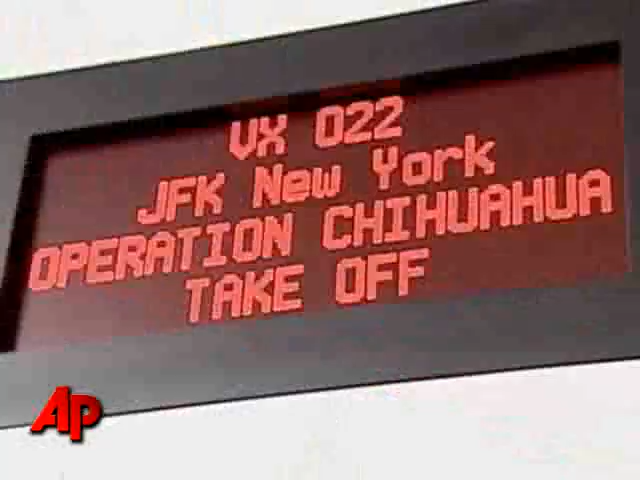 VX 022
JFK New York
OPERATION CHIHUAHUA
TAKE OFF
AP